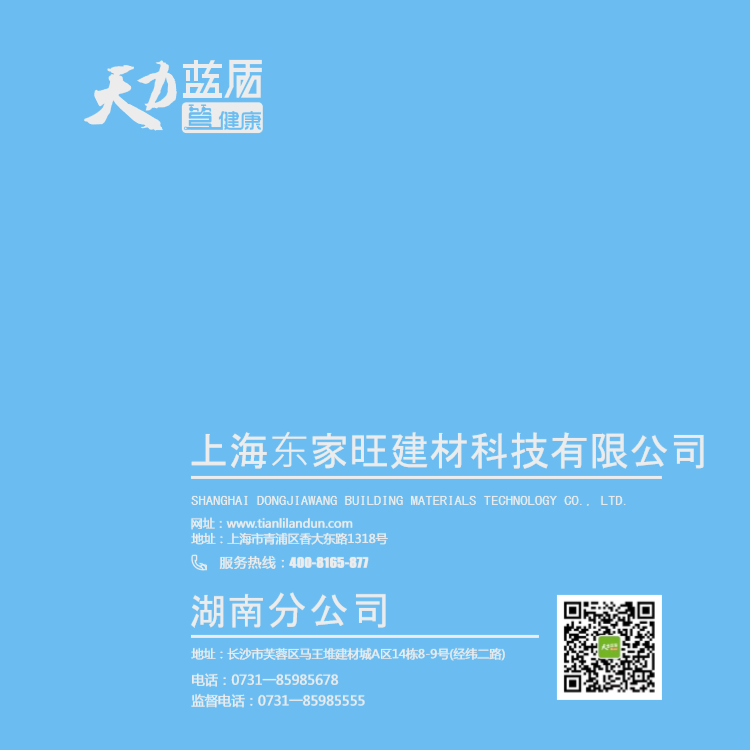 天力蓝盾
管健康
上海东家旺建材科技有限公司
SHANGHAI DONGJIAWANG BUILDING MATERIALS TECHNOLOGY CO., LTD.
网址：www.tianlilandun.com
地址：上海市青浦区香大东路1318号
服务热线：400-8165-877
湖南分公司
地址：长沙市芙蓉区马王堆建材城A区14栋8-9号(经纬二路)
电话：0731—85985678
监督电话：0731—85985555